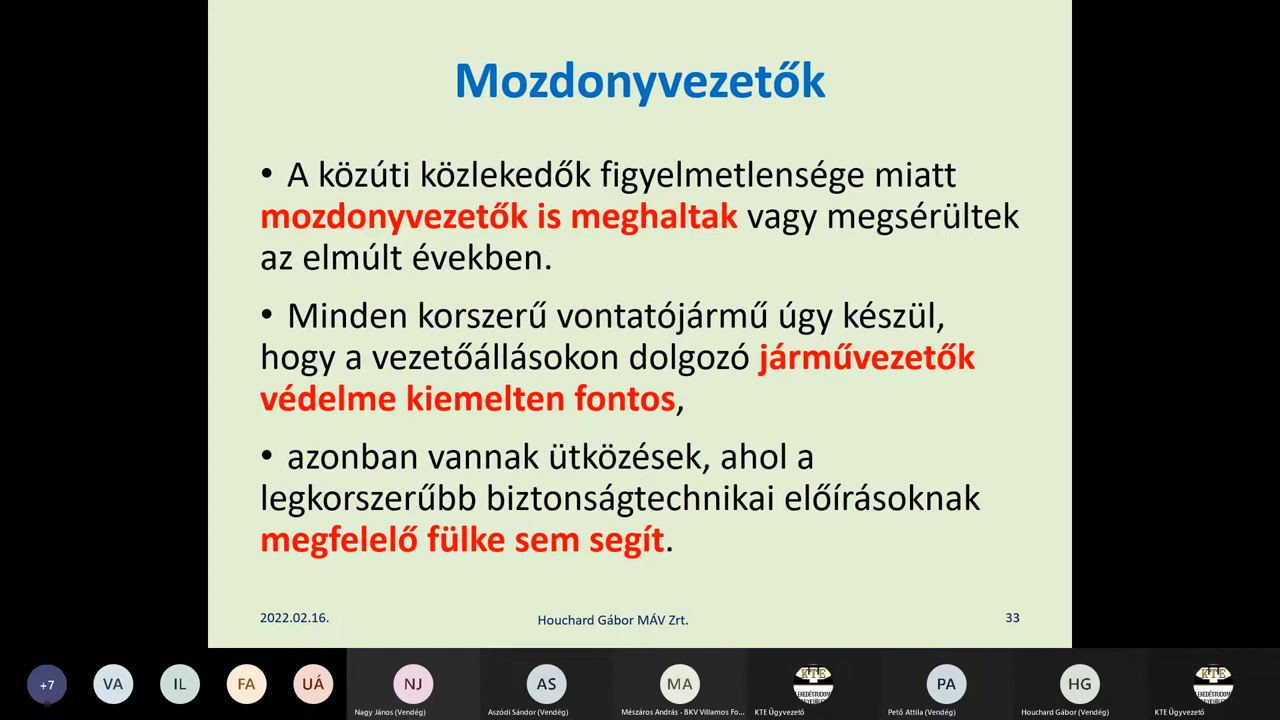 Mozdonyvezetők
• A közúti közlekedők figyelmetlensége miatt
mozdonyvezetők is meghaltak vagy megsérültek
az elmúlt években.
• Minden korszerű vontatójármű úgy készül,
hogy a vezetőállásokon dolgozó járművezetők
védelme kiemelten fontos,
• azonban vannak ütközések, ahol a
legkorszerűbb biztonságtechnikai előírásoknak
megfelelő fülke sem segít.
2022.02.16.
Houchard Gábor MÁV Zrt.
33
+7
VA
IL
FA
UÁ
NJ
AS
MA
KTE
PA
HG
KTE
Nagy János (Vendég)
Aszódi Sándor (Vendég)
Mészáros András - BKV Villamos Fo...
KTE Ügyvezető
Pető Attila (Vendég)
Houchard Gábor (Vendég)
KTE Ügyvezető